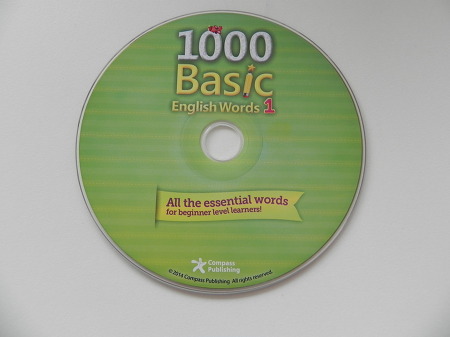 1000
Basic
English Words 1
All the essential words
for beginner level learners!
Compass
Publishing
©2014 Compass Publishing. All rights reserved.